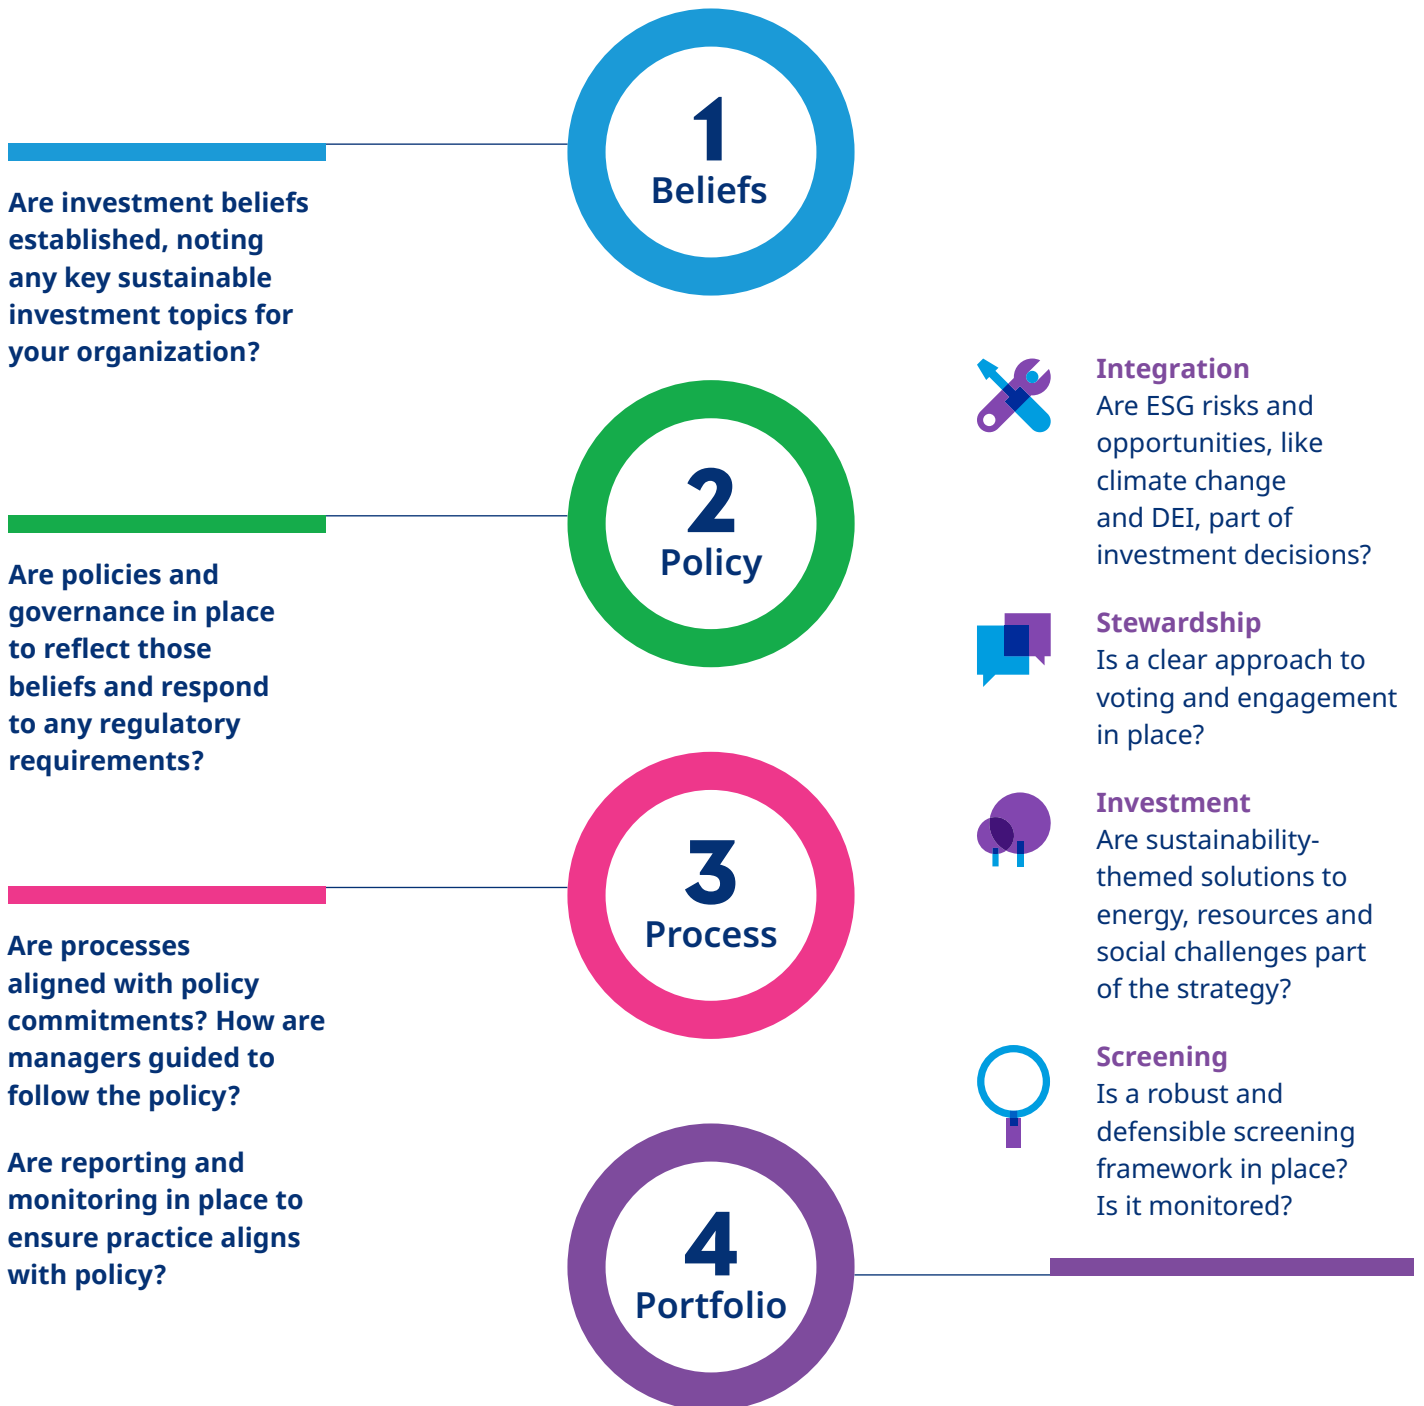 1
Beliefs
Are investment beliefs
established, noting
any key sustainable
investment topics for
your organization?
2
Policy
Are policies and
governance in place
to reflect those
beliefs and respond
to any regulatory
requirements?
3
Process
Are processes
aligned with policy
commitments? How are
managers guided to
follow the policy?
Are reporting and
monitoring in place to
ensure practice aligns
with policy?
4
Portfolio
Integration
Are ESG risks and
opportunities, like
climate change
and DEI, part of
investment decisions?
Stewardship
Is a clear approach to
voting and engagement
in place?
Investment
Are sustainability-
themed solutions to
energy, resources and
social challenges part
of the strategy?
Screening
Is a robust and
defensible screening
framework in place?
Is it monitored?